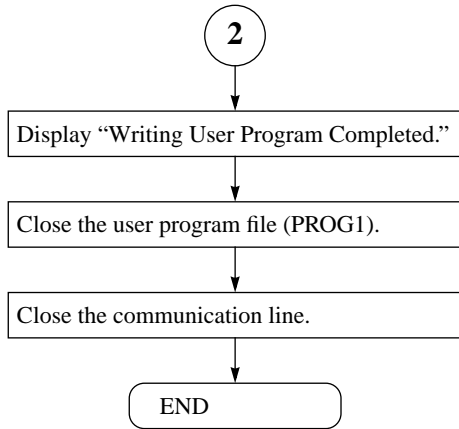 2
Display “Writing User Program Completed.”
Close the user program file (PROG1).
Close the communication line.
END